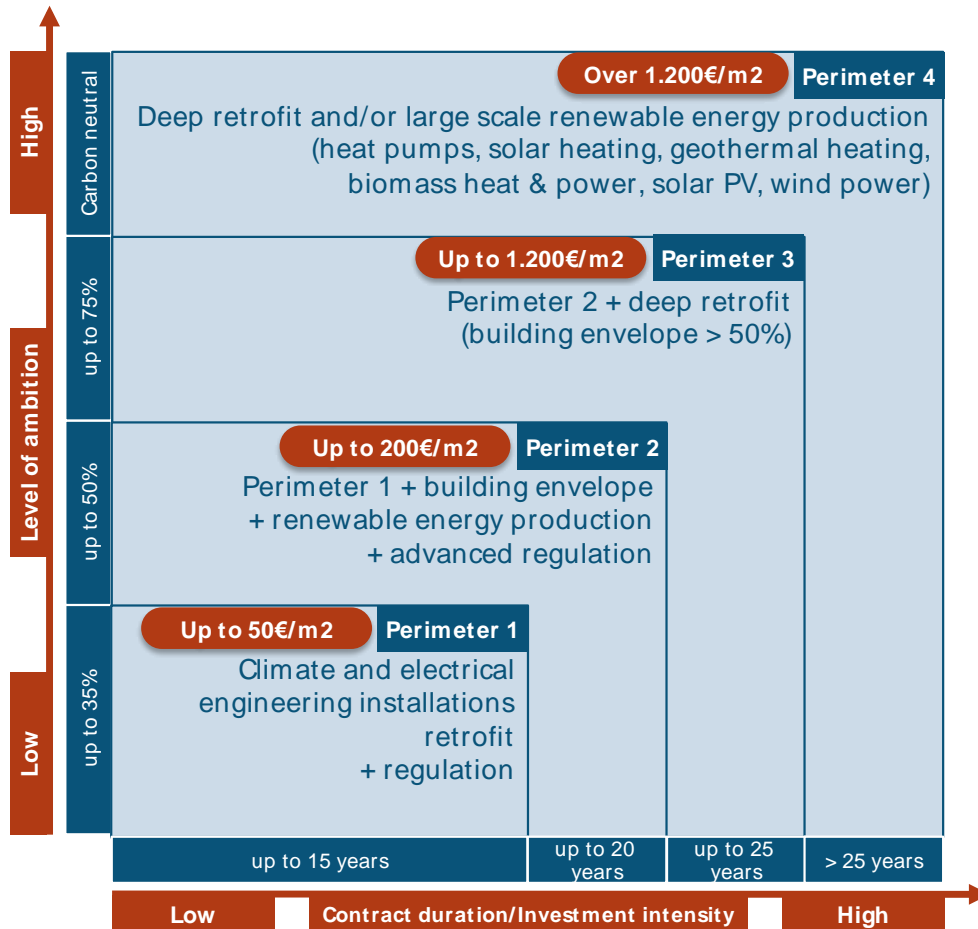 High
Level of ambition
Low
Carbon neutral
up to 75%
up to 50%
up to 35%
Over 1.200€/m2
Perimeter 4
Deep retrofit and/or large scale renewable energy production
(heat pumps, solar heating, geothermal heating,
biomass heat & power, solar PV, wind power)
Up to 1.200€/m2
Perimeter 3
Perimeter 2 + deep retrofit
(building envelope > 50%)
Up to 200€/m2
Perimeter 2
Perimeter 1 + building envelope
+ renewable energy production
+ advanced regulation
Up to 50€/m2
Perimeter 1
Climate and electrical
engineering installations
retrofit
+ regulation
up to 15 years
up to 20
years
up to 25
years
> 25 years
Low
Contract duration/Investment intensity
High